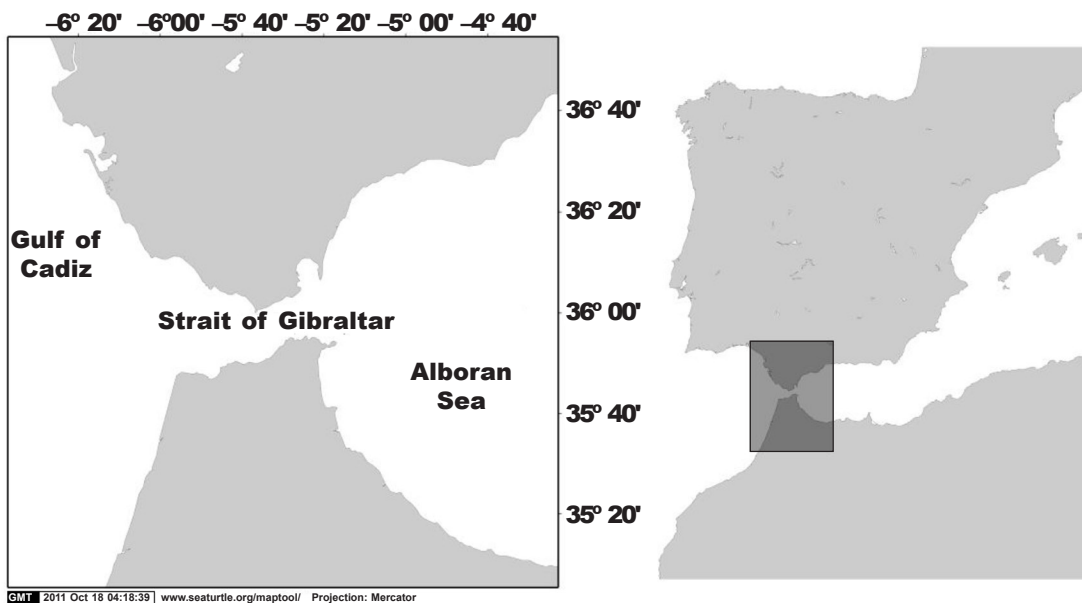 –6º 20' –6º00' –5º 40' –5º 20' –5º 00' –4º 40'
36º 40'
36º 20'
Gulf of
Cadiz
36º 00'
Strait of Gibraltar
Alboran
Sea
35º 40'
35º 20'
GMT 2011 Oct 18 04:18:39 www.seaturtle.org/maptool/ Projection: Mercator